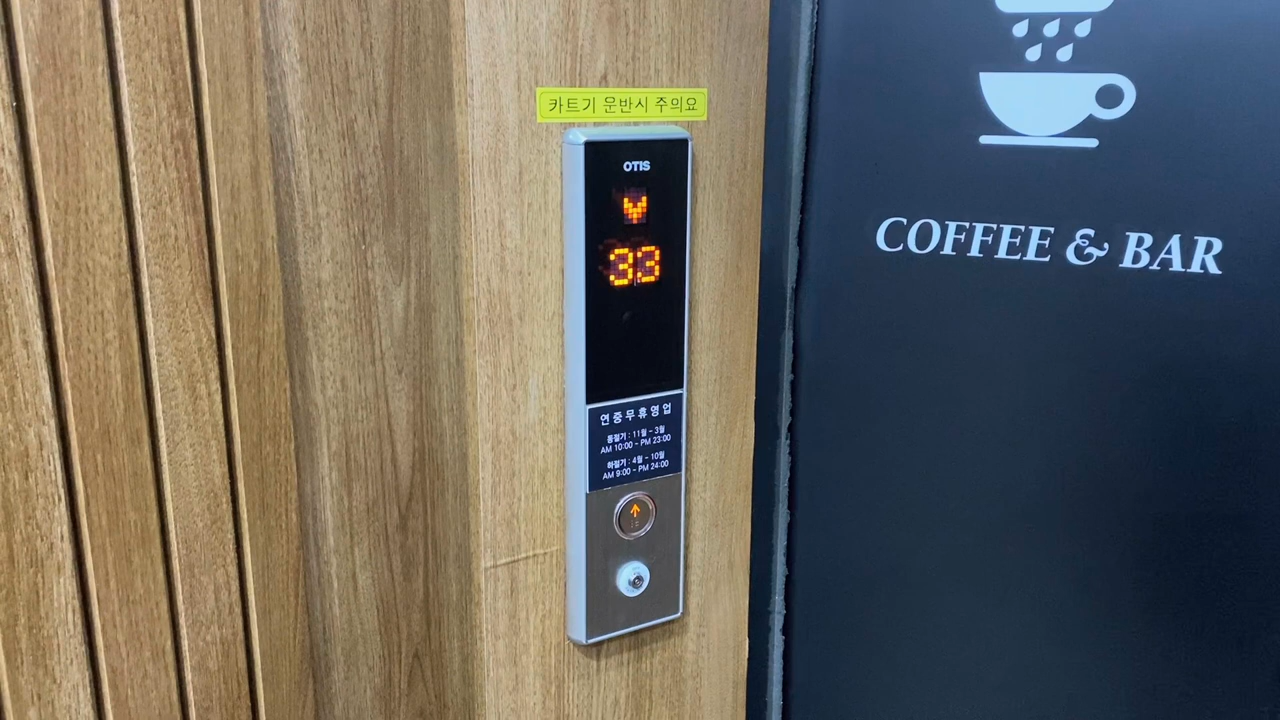 카트기 운반시 주의요
OTIS
33
연중무휴영업
동절기 : 11월 - 3월
AM 10:00 - PM 23:00
하절기 : 4월 - 10월
AM 9:00 - PM 24:00
COFFEE & BAR